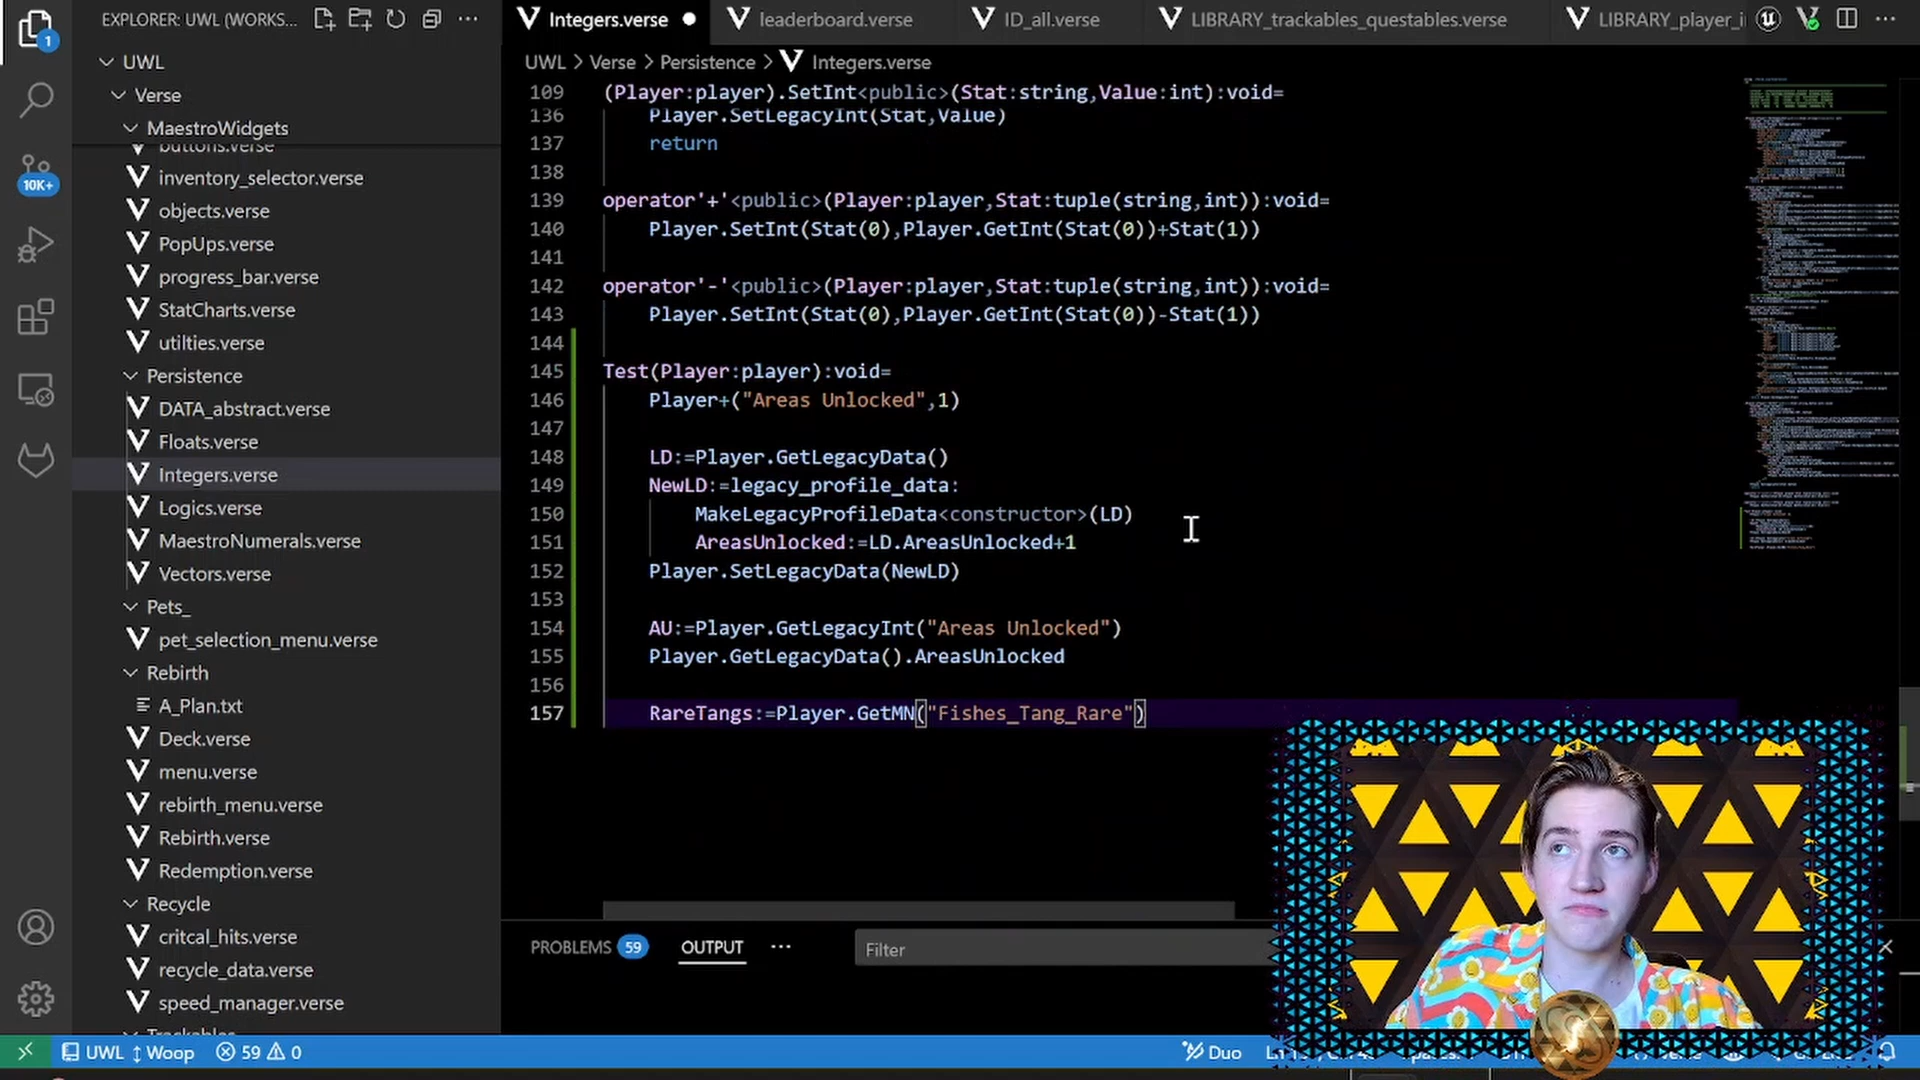 EXPLORER: UWL (WORKS...
Integers.verse
leaderboard.verse
ID_all.verse
LIBRARY_trackables_questables.verse
1
UWL
UWL > Verse > Persistence > Integers.verse
Verse
MaestroWidgets
buttons.verse
inventory_selector.verse
objects.verse
PopUps.verse
progress_bar.verse
StatCharts.verse
utilties.verse
Persistence
DATA_abstract.verse
Floats.verse
Integers.verse
Logics.verse
MaestroNumerals.verse
Vectors.verse
Pets_
pet_selection_menu.verse
Rebirth
A_Plan.txt
Deck.verse
menu.verse
rebirth_menu.verse
Rebirth.verse
Redemption.verse
Recycle
critcal_hits.verse
recycle_data.verse
speed_manager.verse
10K+
109 (Player:player).SetInt<public>(Stat:string,Value:int):void=
136 Player.SetLegacyInt(Stat,Value)
137 return
138
139 operator'+'<public>(Player:player,Stat:tuple(string,int)):void=
140 Player.SetInt(Stat(0),Player.GetInt(Stat(0))+Stat(1))
141
142 operator'-'<public>(Player:player,Stat:tuple(string,int)):void=
143 Player.SetInt(Stat(0),Player.GetInt(Stat(0))-Stat(1))
144
145 Test(Player:player):void=
146 Player+("Areas Unlocked",1)
147
148 LD:=Player.GetLegacyData()
149 NewLD:=legacy_profile_data:
150 MakeLegacyProfileData<constructor>(LD)
151 AreasUnlocked:=LD.AreasUnlocked+1
152 Player.SetLegacyData(NewLD)
153
154 AU:=Player.GetLegacyInt("Areas Unlocked")
155 Player.GetLegacyData().AreasUnlocked
156
157 RareTangs:=Player.GetMN("Fishes_Tang_Rare")
INTEGER
PROBLEMS 59 OUTPUT ... Filter
UWL Woop 59 0 Duo